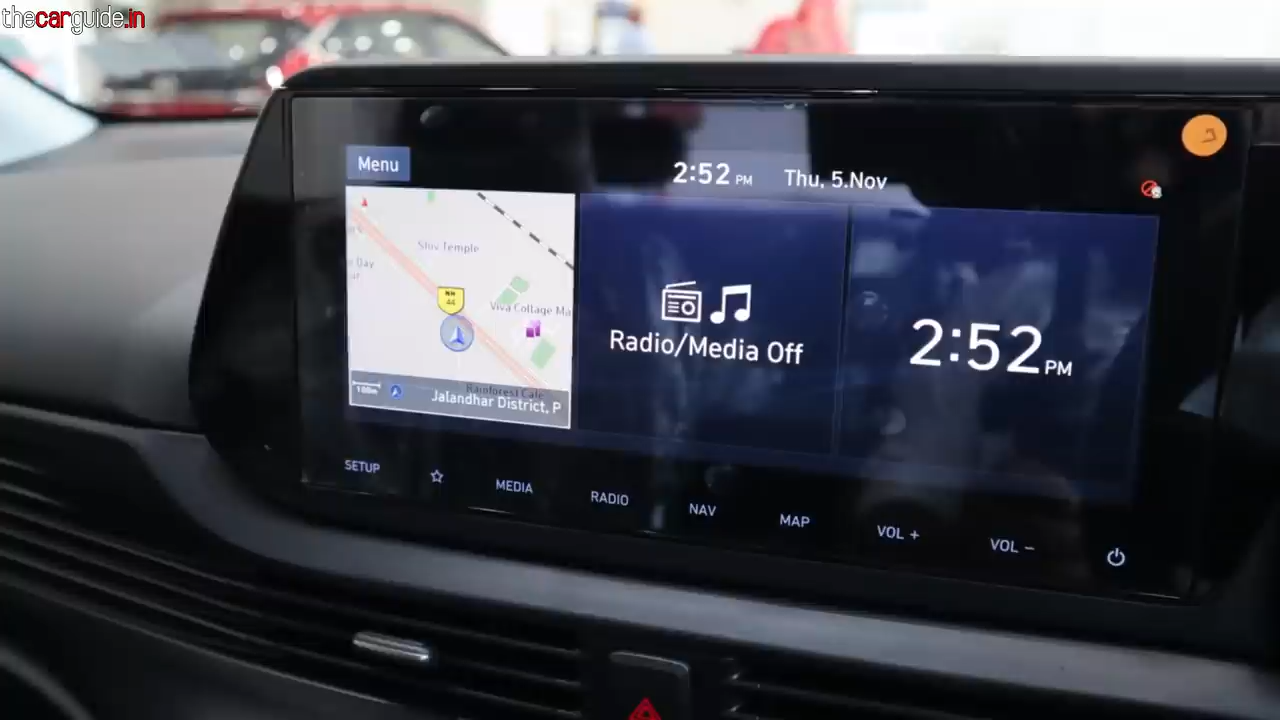 thecarguide.in
Menu
2:52 PM Thu, 5.Nov
Shiv Temple
Day
NH
44
Viva Collage Ma
100m
Rainforest Cafe
Jalandhar District, P
Radio/Media Off
2:52 PM
SETUP
MEDIA
RADIO
NAV
MAP
VOL +
VOL −